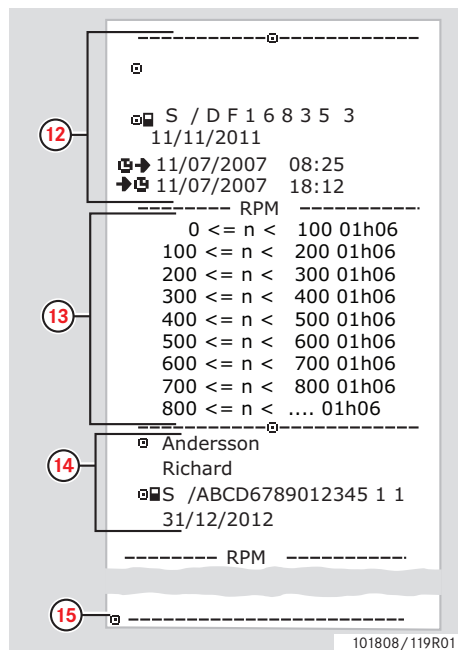 12
S / D F 1 6 8 3 5 3
11/11/2011
11/07/2007 08:25
11/07/2007 18:12
-------- RPM ----------
0 <= n < 100 01h06
100 <= n < 200 01h06
200 <= n < 300 01h06
300 <= n < 400 01h06
13
400 <= n < 500 01h06
500 <= n < 600 01h06
600 <= n < 700 01h06
700 <= n < 800 01h06
800 <= n < .... 01h06
Andersson
14
Richard
S /ABCD6789012345 1 1
31/12/2012
-------- RPM ----------
15
101808/119R01